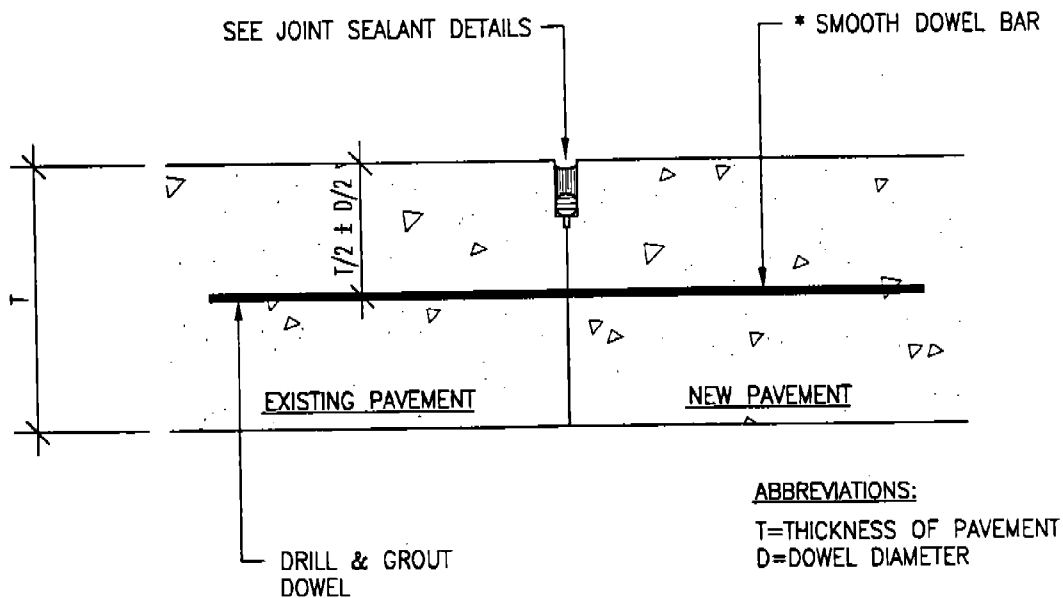 SEE JOINT SEALANT DETAILS
* SMOOTH DOWEL BAR
T
T/2 ± D/2
EXISTING PAVEMENT
NEW PAVEMENT
ABBREVIATIONS:
T=THICKNESS OF PAVEMENT
D=DOWEL DIAMETER
DRILL & GROUT
DOWEL